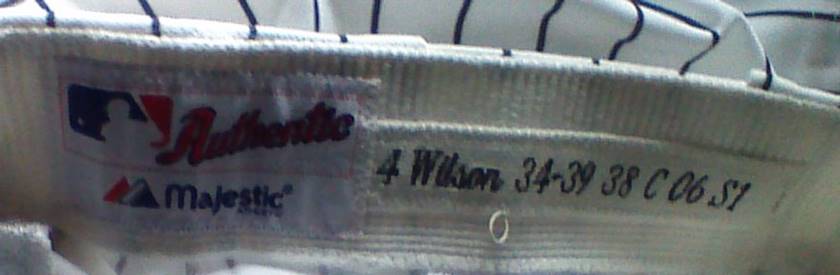 Authentic
Majestic®
4 Wilson 34-39 38 C 06 S1